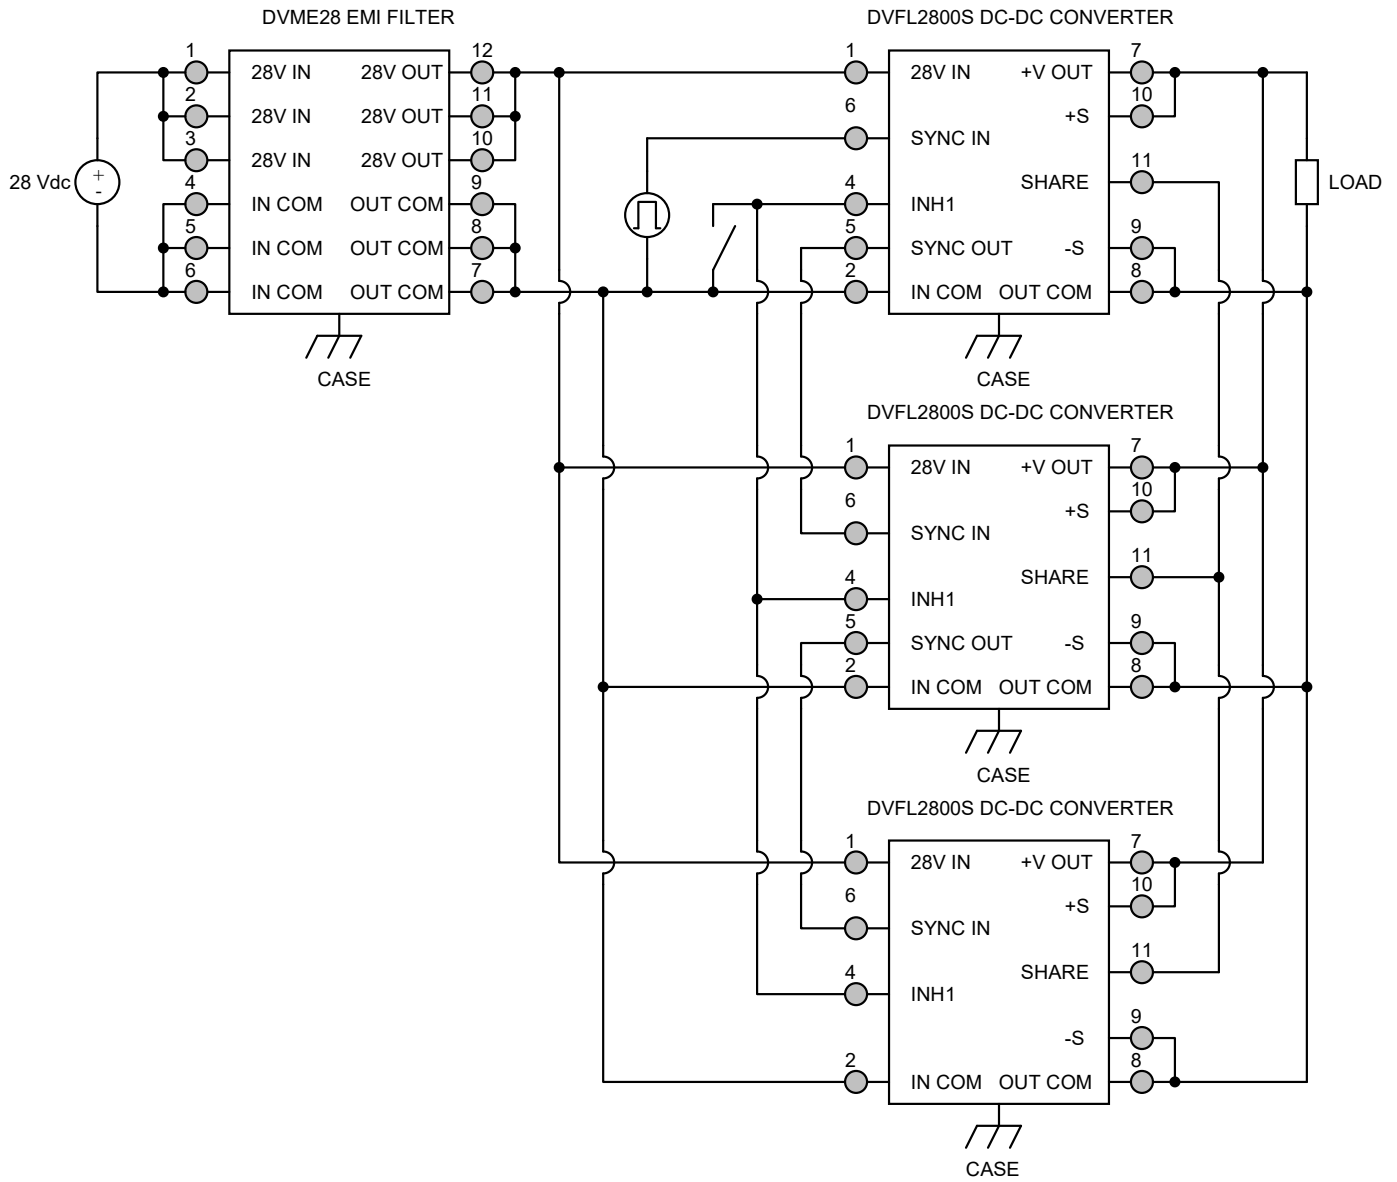 DVME28 EMI FILTER
DVFL2800S DC-DC CONVERTER
1 28V IN 28V OUT 12
2 28V IN 28V OUT 11
3 28V IN 28V OUT 10
4 IN COM OUT COM 9
5 IN COM OUT COM 8
6 IN COM OUT COM 7
28 Vdc
+
-
CASE
1 28V IN +V OUT 7
+S 10
6 SYNC IN
SHARE 11
4 INH1
5 SYNC OUT -S 9
2 IN COM OUT COM 8
LOAD
CASE
DVFL2800S DC-DC CONVERTER
1 28V IN +V OUT 7
+S 10
6 SYNC IN
SHARE 11
4 INH1
5 SYNC OUT -S 9
2 IN COM OUT COM 8
CASE
DVFL2800S DC-DC CONVERTER
1 28V IN +V OUT 7
+S 10
6 SYNC IN
SHARE 11
4 INH1
-S 9
2 IN COM OUT COM 8
CASE